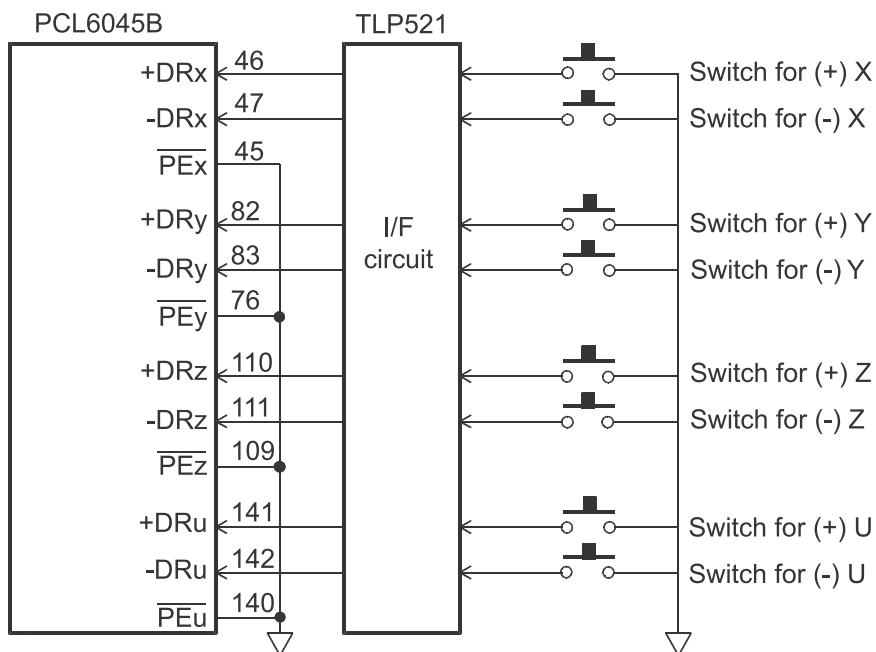 PCL6045B TLP521
+DRx 46 Switch for (+) X
-DRx 47 Switch for (-) X
PEx 45
+DRy 82 Switch for (+) Y
I/F
-DRy 83 Switch for (-) Y
circuit
PEy 76
+DRz 110 Switch for (+) Z
-DRz 111 Switch for (-) Z
PEz 109
+DRu 141 Switch for (+) U
-DRu 142 Switch for (-) U
PEu 140